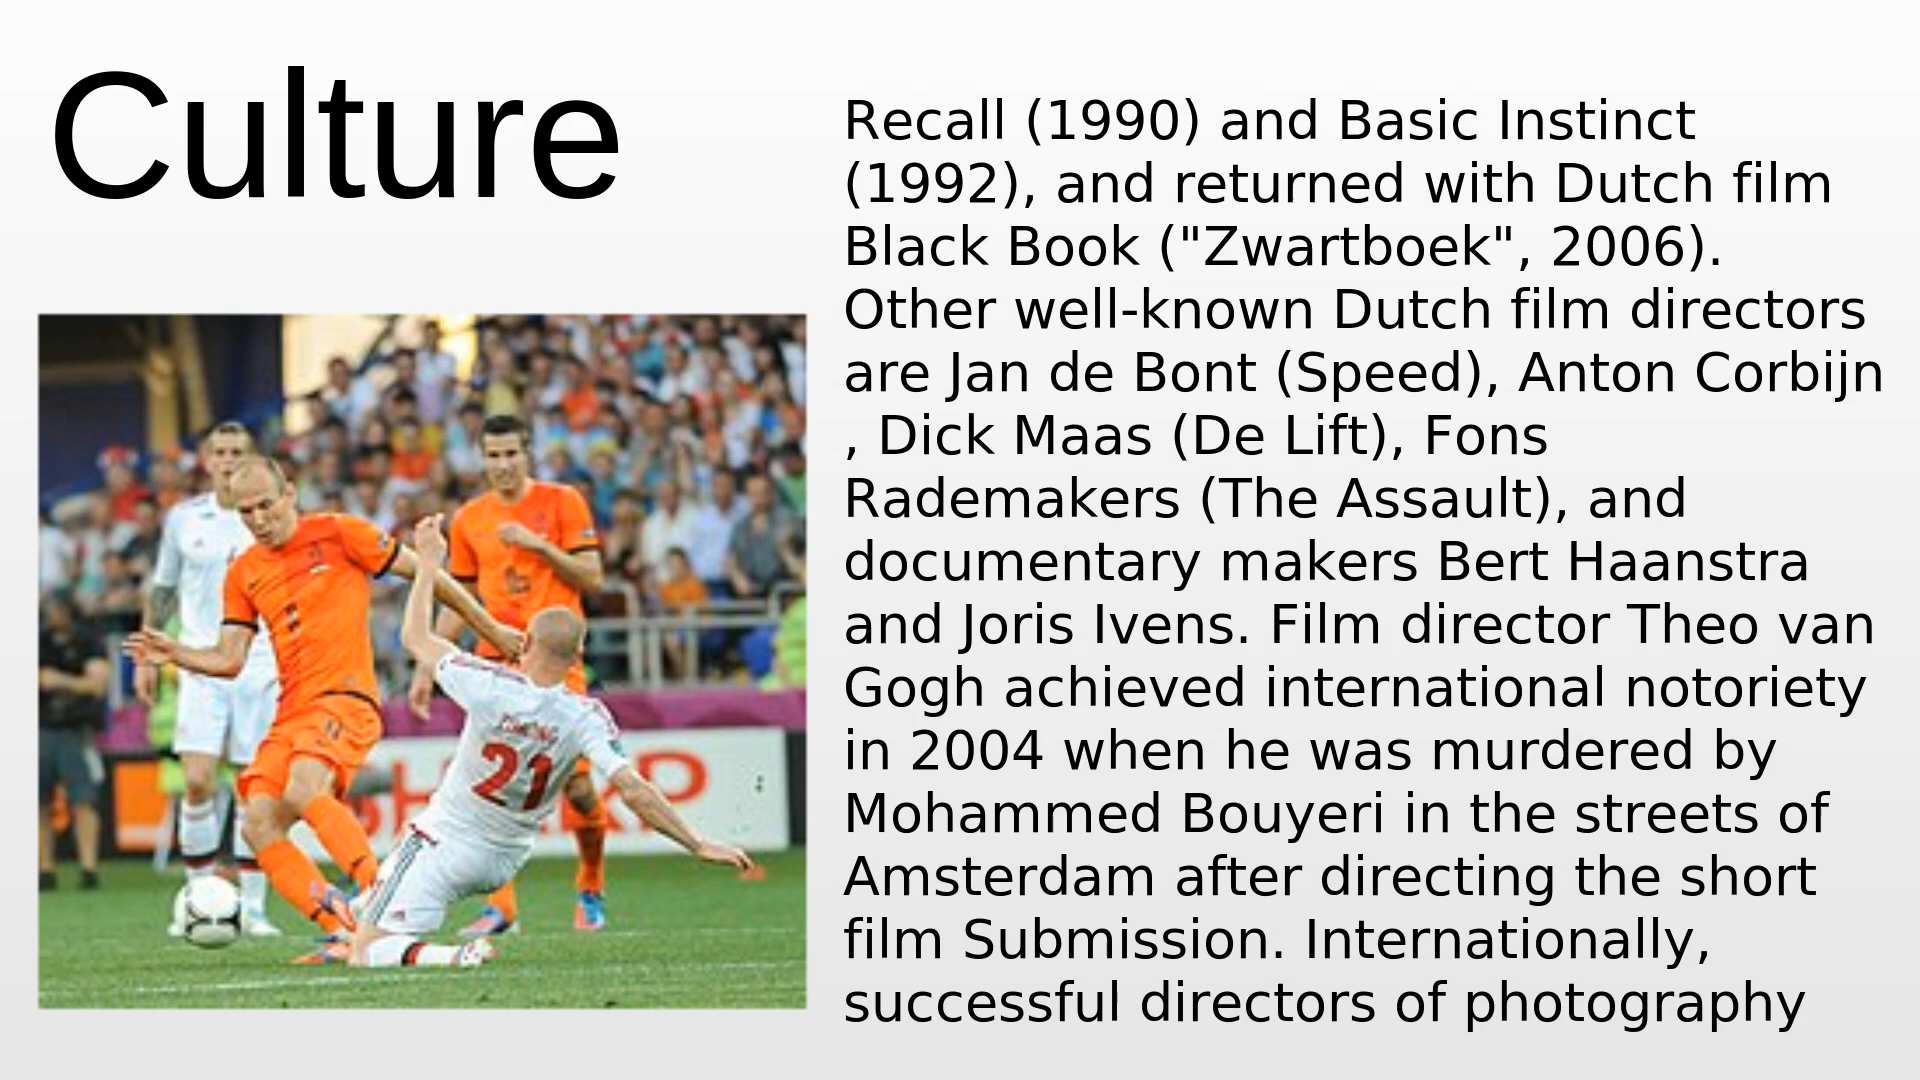 Culture
Recall (1990) and Basic Instinct
(1992), and returned with Dutch film
Black Book ("Zwartboek", 2006).
Other well-known Dutch film directors
are Jan de Bont (Speed), Anton Corbijn
, Dick Maas (De Lift), Fons
Rademakers (The Assault), and
documentary makers Bert Haanstra
and Joris Ivens. Film director Theo van
Gogh achieved international notoriety
in 2004 when he was murdered by
Mohammed Bouyeri in the streets of
Amsterdam after directing the short
film Submission. Internationally,
successful directors of photography
21